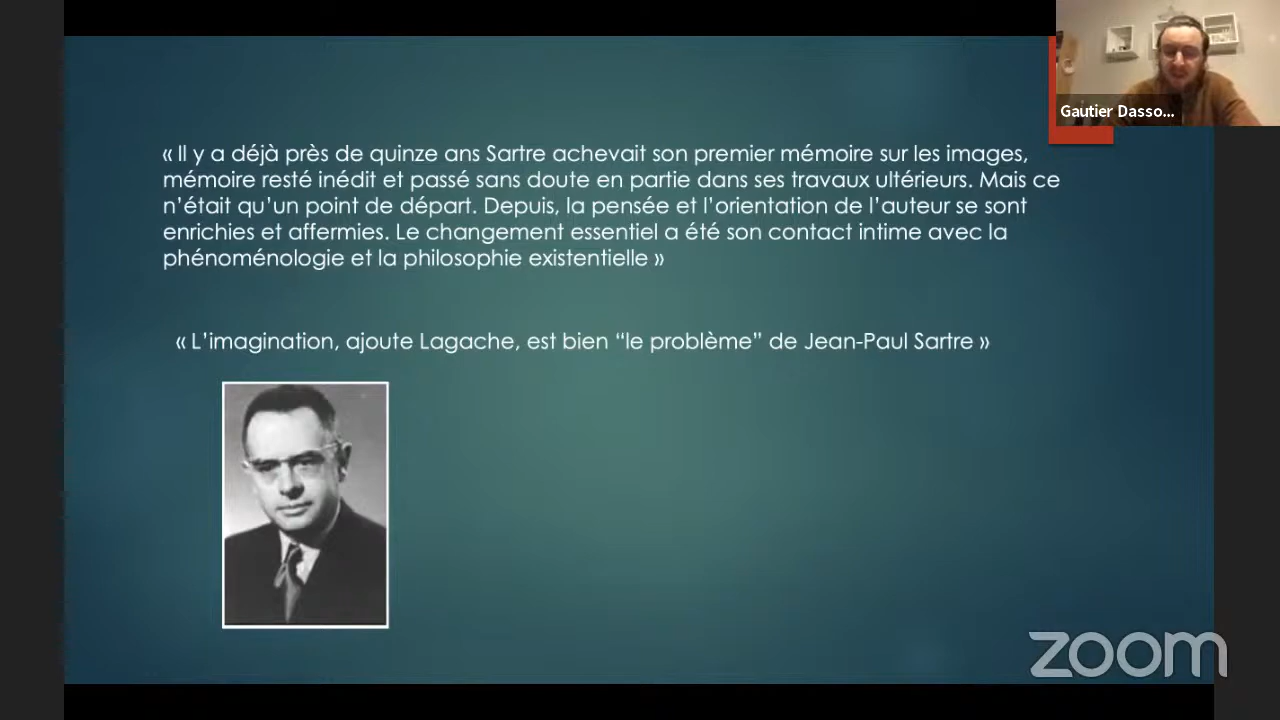 Gautier Dasso...
« Il y a déjà près de quinze ans Sartre achevait son premier mémoire sur les images,
mémoire resté inédit et passé sans doute en partie dans ses travaux ultérieurs. Mais ce
n’était qu’un point de départ. Depuis, la pensée et l’orientation de l’auteur se sont
enrichies et affermies. Le changement essentiel a été son contact intime avec la
phénoménologie et la philosophie existentielle »
« L’imagination, ajoute Lagache, est bien “le problème” de Jean-Paul Sartre »
zoom